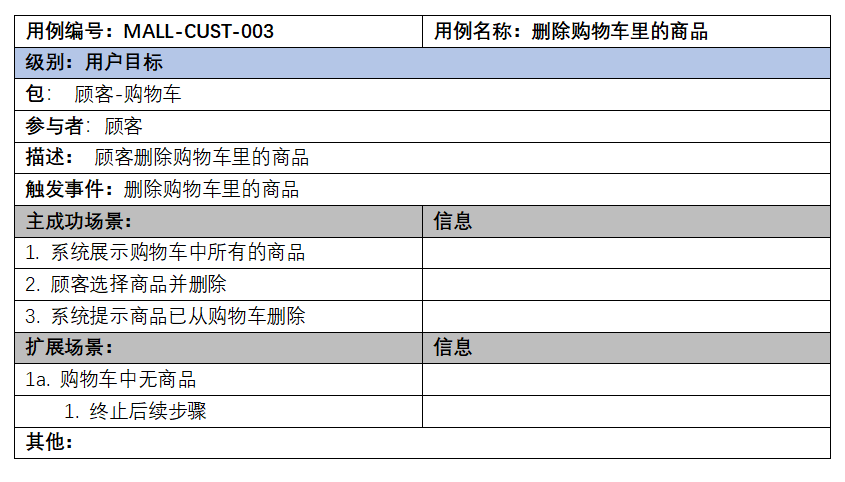 用例编号：MALL-CUST-003 用例名称：删除购物车里的商品
级别：用户目标
包： 顾客-购物车
参与者：顾客
描述： 顾客删除购物车里的商品
触发事件：删除购物车里的商品
主成功场景： 信息
1. 系统展示购物车中所有的商品
2. 顾客选择商品并删除
3. 系统提示商品已从购物车删除
扩展场景： 信息
1a. 购物车中无商品
1. 终止后续步骤
其他：